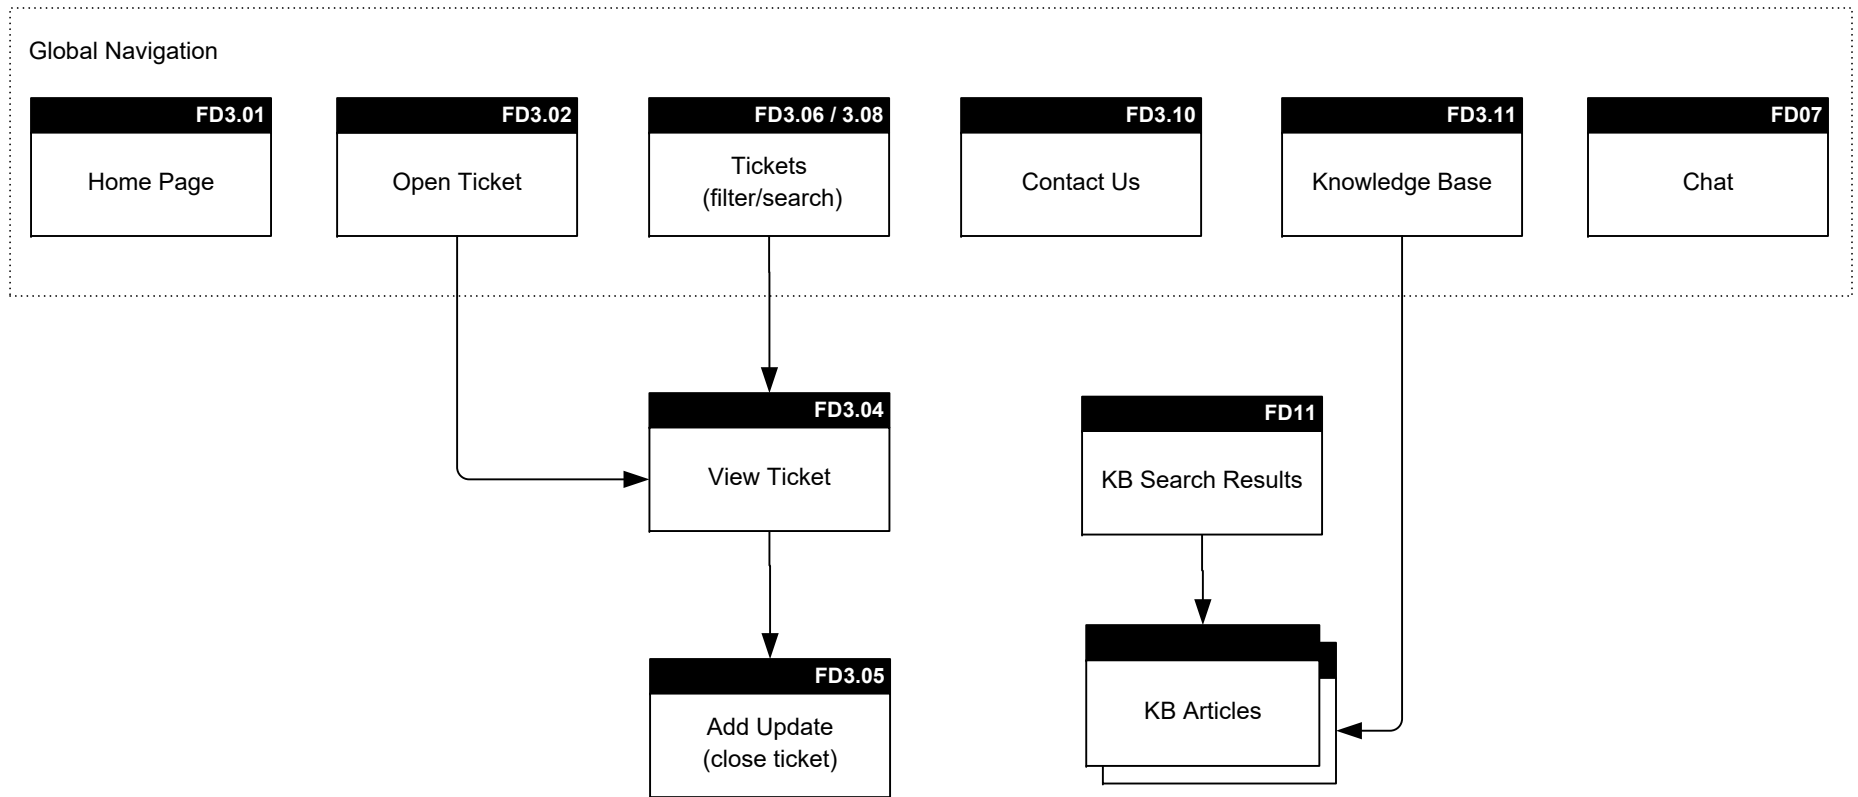 Global Navigation
FD3.01
Home Page
FD3.02
Open Ticket
FD3.06 / 3.08
Tickets
(filter/search)
FD3.10
Contact Us
FD3.11
Knowledge Base
FD07
Chat
FD3.04
View Ticket
FD11
KB Search Results
FD3.05
Add Update
(close ticket)
KB Articles